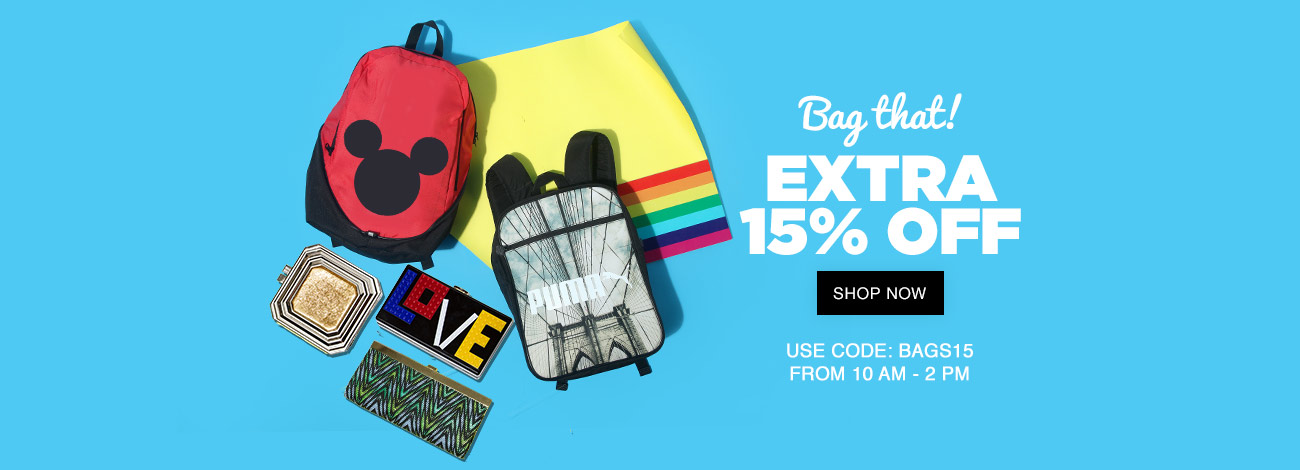 Bag that!
EXTRA
15% OFF
SHOP NOW
USE CODE: BAGS15
FROM 10 AM - 2 PM
LOVE
PUMA